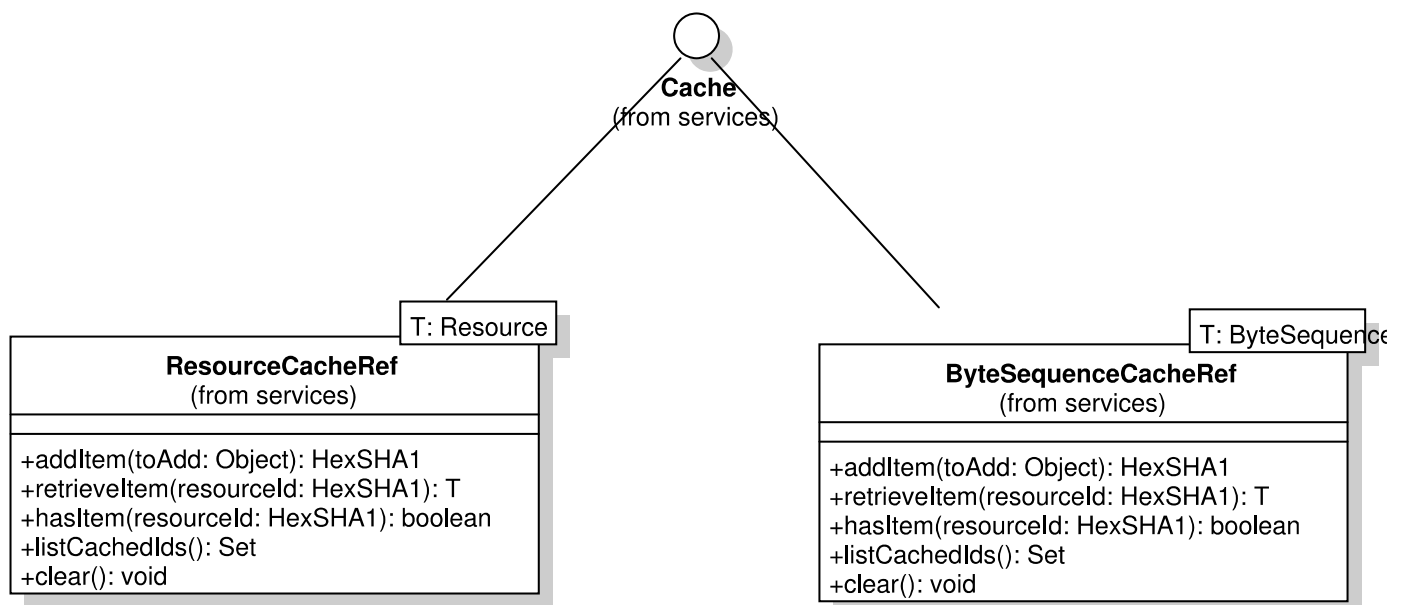 Cache
(from services)
T: Resource
ResourceCacheRef
(from services)
+addItem(toAdd: Object): HexSHA1
+retrieveItem(resourceId: HexSHA1): T
+hasItem(resourceId: HexSHA1): boolean
+listCachedIds(): Set
+clear(): void
T: ByteSequence
ByteSequenceCacheRef
(from services)
+addItem(toAdd: Object): HexSHA1
+retrieveItem(resourceId: HexSHA1): T
+hasItem(resourceId: HexSHA1): boolean
+listCachedIds(): Set
+clear(): void